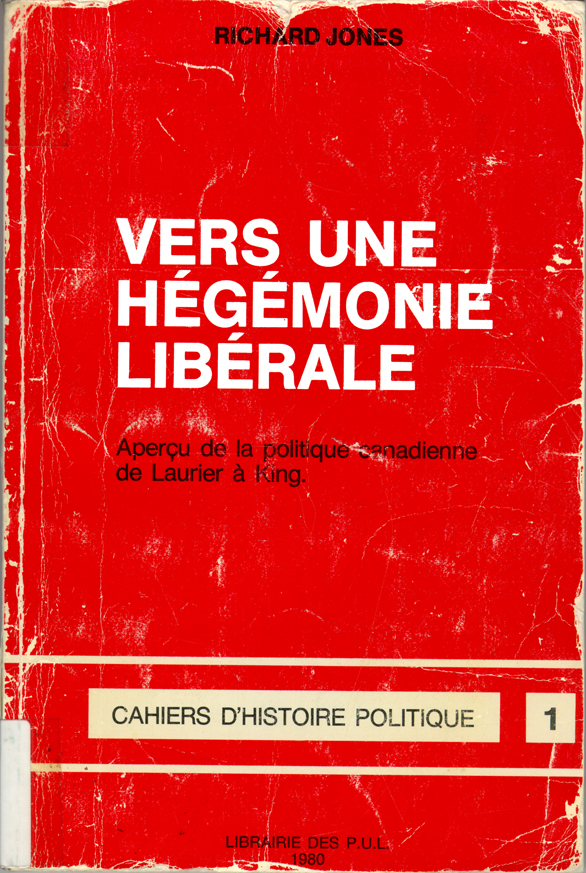 RICHARD JONES
VERS UNE
HÉGÉMONIE
LIBÉRALE
Aperçu de la politique canadienne
de Laurier à King.
CAHIERS D'HISTOIRE POLITIQUE
1
LIBRAIRIE DES P.U.L.
1980